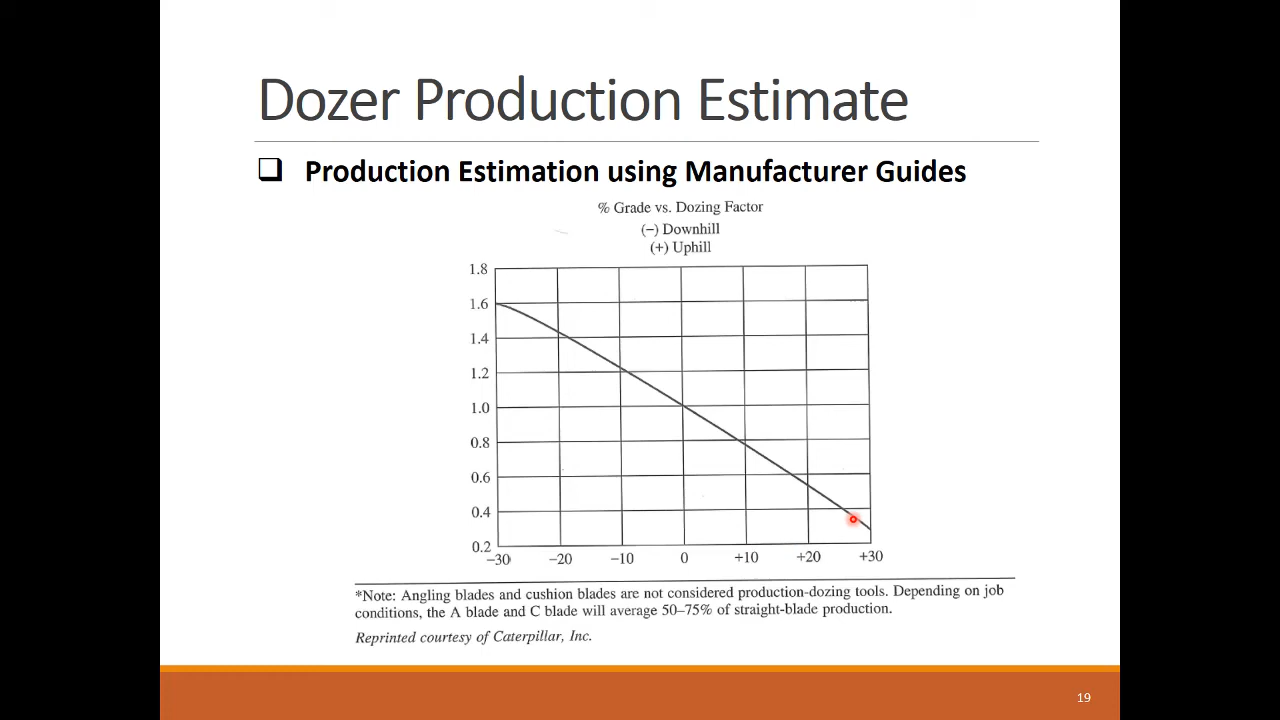 Dozer Production Estimate
❑ Production Estimation using Manufacturer Guides
% Grade vs. Dozing Factor
(−) Downhill
(+) Uphill
1.8
1.6
1.4
1.2
1.0
0.8
0.6
0.4
0.2
−30 −20 −10 0 +10 +20 +30
*Note: Angling blades and cushion blades are not considered production-dozing tools. Depending on job
conditions, the A blade and C blade will average 50–75% of straight-blade production.
Reprinted courtesy of Caterpillar, Inc.
19